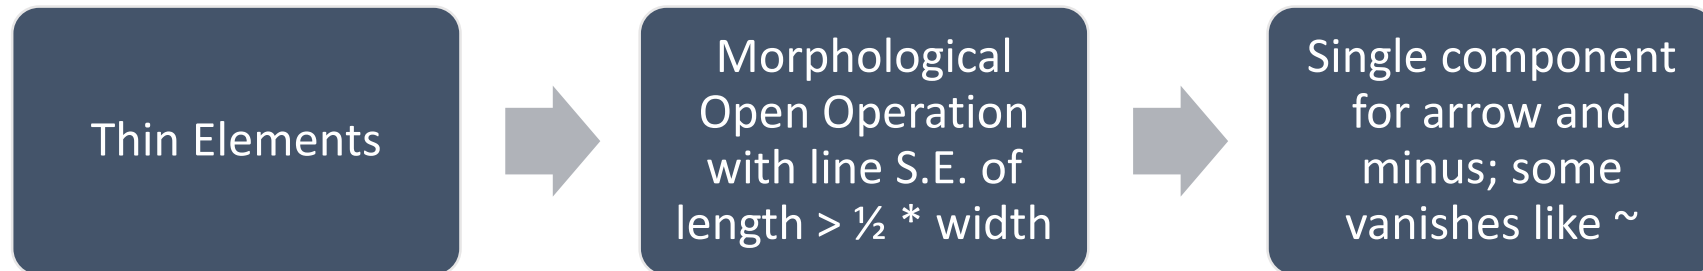 Thin Elements
Morphological
Open Operation
with line S.E. of
length > ½ * width
Single component
for arrow and
minus; some
vanishes like ~